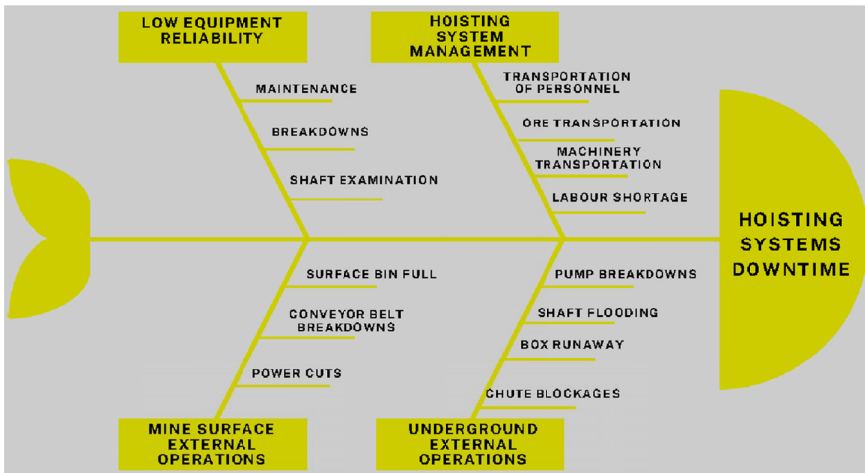 LOW EQUIPMENT
RELIABILITY
HOISTING
SYSTEM
MANAGEMENT
MAINTENANCE
BREAKDOWNS
SHAFT EXAMINATION
TRANSPORTATION
OF PERSONNEL
ORE TRANSPORTATION
MACHINERY
TRANSPORTATION
LABOUR SHORTAGE
HOISTING
SYSTEMS
DOWNTIME
SURFACE BIN FULL
CONVEYOR BELT
BREAKDOWNS
POWER CUTS
PUMP BREAKDOWNS
SHAFT FLOODING
BOX RUNAWAY
CHUTE BLOCKAGES
MINE SURFACE
EXTERNAL
OPERATIONS
UNDERGROUND
EXTERNAL
OPERATIONS